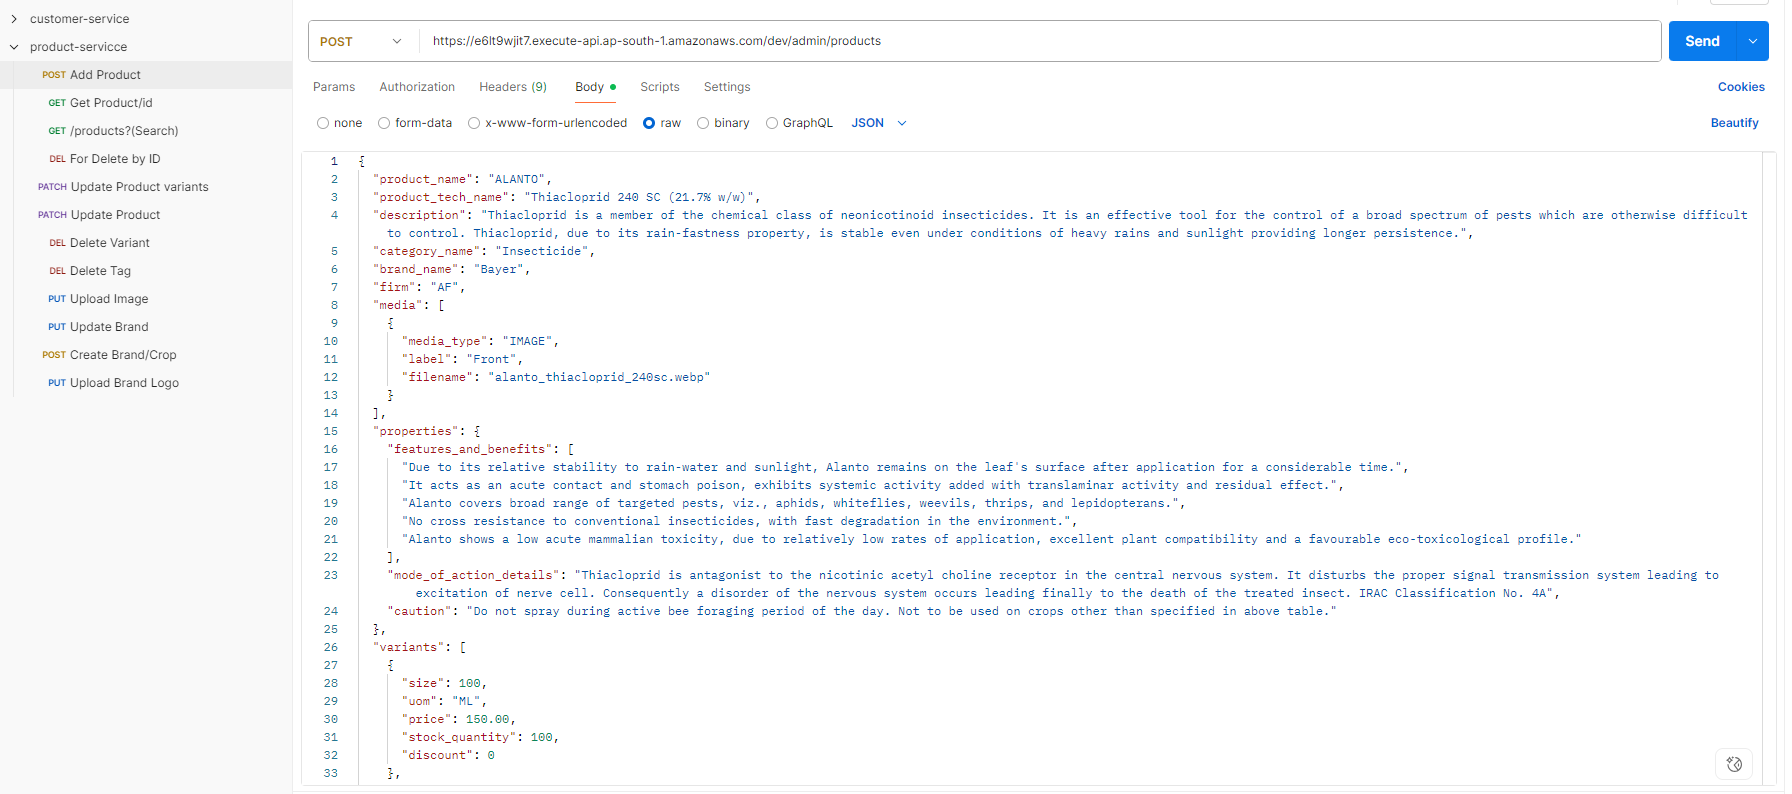 customer-service
product-servicce
POST Add Product
GET Get Product/id
GET /products?(Search)
DEL For Delete by ID
PATCH Update Product variants
PATCH Update Product
DEL Delete Variant
DEL Delete Tag
PUT Upload Image
PUT Update Brand
POST Create Brand/Crop
PUT Upload Brand Logo
POST https://e6lt9wjit7.execute-api.ap-south-1.amazonaws.com/dev/admin/products Send
Params Authorization Headers (9) Body Scripts Settings Cookies
none form-data x-www-form-urlencoded raw binary GraphQL JSON Beautify
1 {
2 "product_name": "ALANTO",
3 "product_tech_name": "Thiacloprid 240 SC (21.7% w/w)",
4 "description": "Thiacloprid is a member of the chemical class of neonicotinoid insecticides. It is an effective tool for the control of a broad spectrum of pests which are otherwise difficult
to control. Thiacloprid, due to its rain-fastness property, is stable even under conditions of heavy rains and sunlight providing longer persistence.",
5 "category_name": "Insecticide",
6 "brand_name": "Bayer",
7 "firm": "AF",
8 "media": [
9 {
10 "media_type": "IMAGE",
11 "label": "Front",
12 "filename": "alanto_thiacloprid_240sc.webp"
13 }
14 ],
15 "properties": {
16 "features_and_benefits": [
17 "Due to its relative stability to rain-water and sunlight, Alanto remains on the leaf's surface after application for a considerable time.",
18 "It acts as an acute contact and stomach poison, exhibits systemic activity added with translaminar activity and residual effect.",
19 "Alanto covers broad range of targeted pests, viz., aphids, whiteflies, weevils, thrips, and lepidopterans.",
20 "No cross resistance to conventional insecticides, with fast degradation in the environment.",
21 "Alanto shows a low acute mammalian toxicity, due to relatively low rates of application, excellent plant compatibility and a favourable eco-toxicological profile."
22 ],
23 "mode_of_action_details": "Thiacloprid is antagonist to the nicotinic acetyl choline receptor in the central nervous system. It disturbs the proper signal transmission system leading to
excitation of nerve cell. Consequently a disorder of the nervous system occurs leading finally to the death of the treated insect. IRAC Classification No. 4A",
24 "caution": "Do not spray during active bee foraging period of the day. Not to be used on crops other than specified in above table."
25 },
26 "variants": [
27 {
28 "size": 100,
29 "uom": "ML",
30 "price": 150.00,
31 "stock_quantity": 100,
32 "discount": 0
33 },